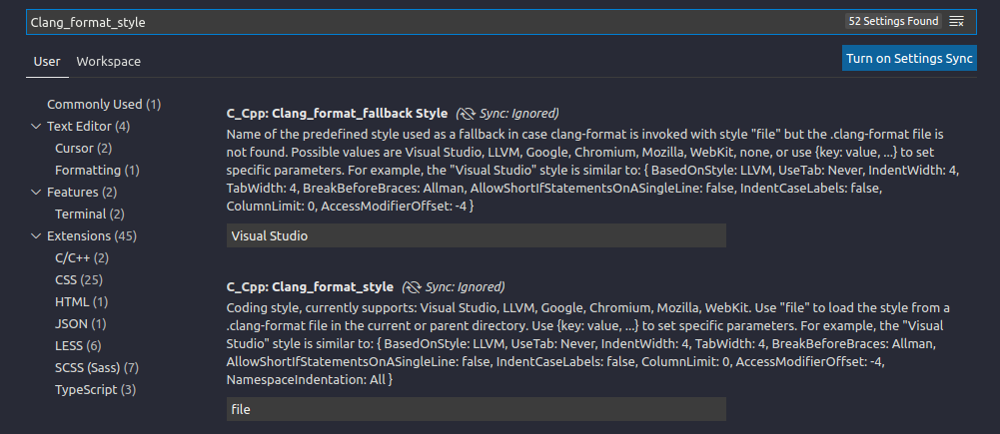 Clang_format_style
52 Settings Found
User
Workspace
Turn on Settings Sync
Commonly Used (1)
Text Editor (4)
Cursor (2)
Formatting (1)
Features (2)
Terminal (2)
Extensions (45)
C/C++ (2)
CSS (25)
HTML (1)
JSON (1)
LESS (6)
SCSS (Sass) (7)
TypeScript (3)
C_Cpp: Clang_format_fallback Style (Sync: Ignored)
Name of the predefined style used as a fallback in case clang-format is invoked with style "file" but the .clang-format file is
not found. Possible values are Visual Studio, LLVM, Google, Chromium, Mozilla, WebKit, none, or use {key: value, ...} to set
specific parameters. For example, the "Visual Studio" style is similar to: { BasedOnStyle: LLVM, UseTab: Never, IndentWidth: 4,
TabWidth: 4, BreakBeforeBraces: Allman, AllowShortIfStatementsOnASingleLine: false, IndentCaseLabels: false,
ColumnLimit: 0, AccessModifierOffset: -4 }
Visual Studio
C_Cpp: Clang_format_style (Sync: Ignored)
Coding style, currently supports: Visual Studio, LLVM, Google, Chromium, Mozilla, WebKit. Use "file" to load the style from a
.clang-format file in the current or parent directory. Use {key: value, ...} to set specific parameters. For example, the "Visual
Studio" style is similar to: { BasedOnStyle: LLVM, UseTab: Never, IndentWidth: 4, TabWidth: 4, BreakBeforeBraces: Allman,
AllowShortIfStatementsOnASingleLine: false, IndentCaseLabels: false, ColumnLimit: 0, AccessModifierOffset: -4,
NamespaceIndentation: All }
file